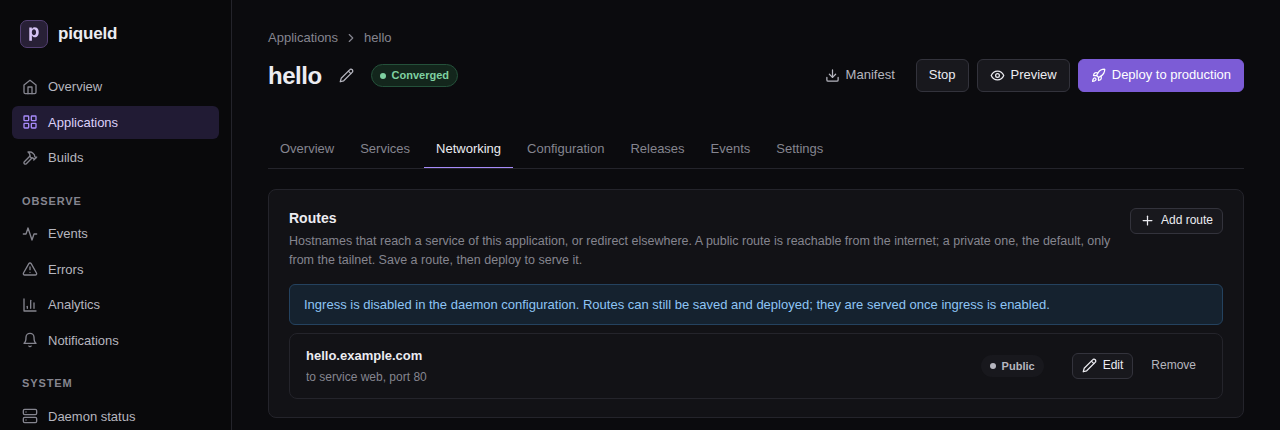 p piqueld
Overview
Applications
Builds
OBSERVE
Events
Errors
Analytics
Notifications
SYSTEM
Daemon status
Applications > hello
hello Converged
Manifest Stop Preview Deploy to production
Overview Services Networking Configuration Releases Events Settings
Routes
Hostnames that reach a service of this application, or redirect elsewhere. A public route is reachable from the internet; a private one, the default, only
from the tailnet. Save a route, then deploy to serve it.
Add route
Ingress is disabled in the daemon configuration. Routes can still be saved and deployed; they are served once ingress is enabled.
hello.example.com
to service web, port 80
Public Edit Remove